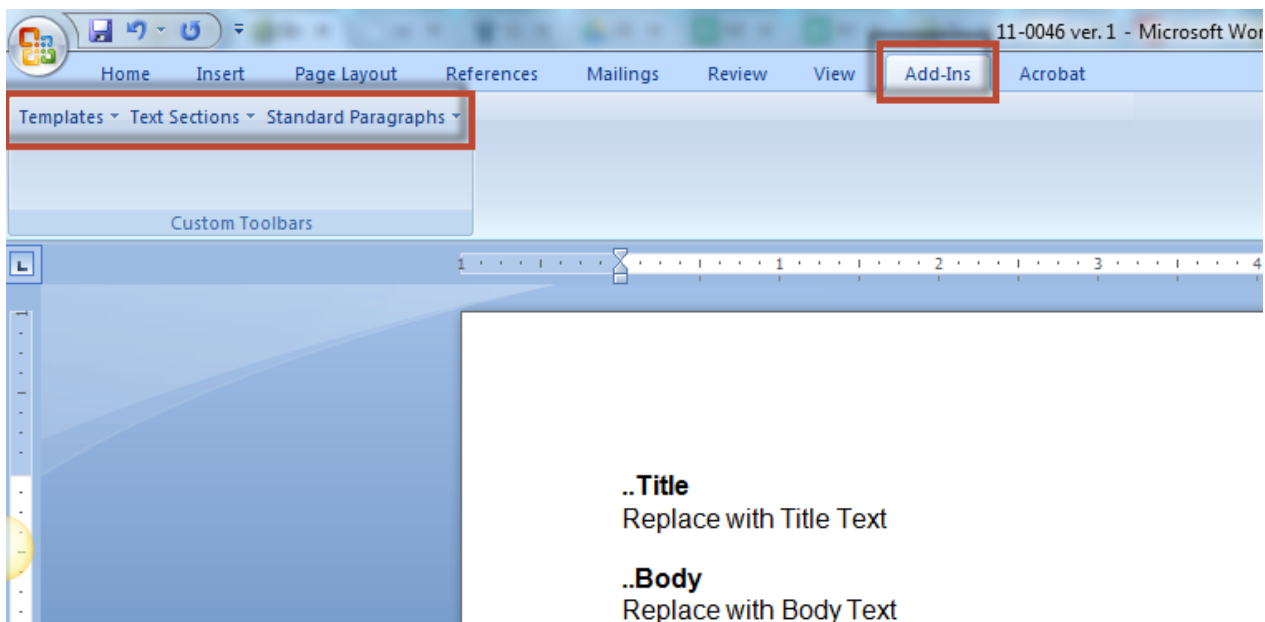 11-0046 ver. 1 - Microsoft Wor
Home Insert Page Layout References Mailings Review View Add-Ins Acrobat
Templates Text Sections Standard Paragraphs
Custom Toolbars
L
1 1 2 3 4
1
..Title
Replace with Title Text
..Body
Replace with Body Text